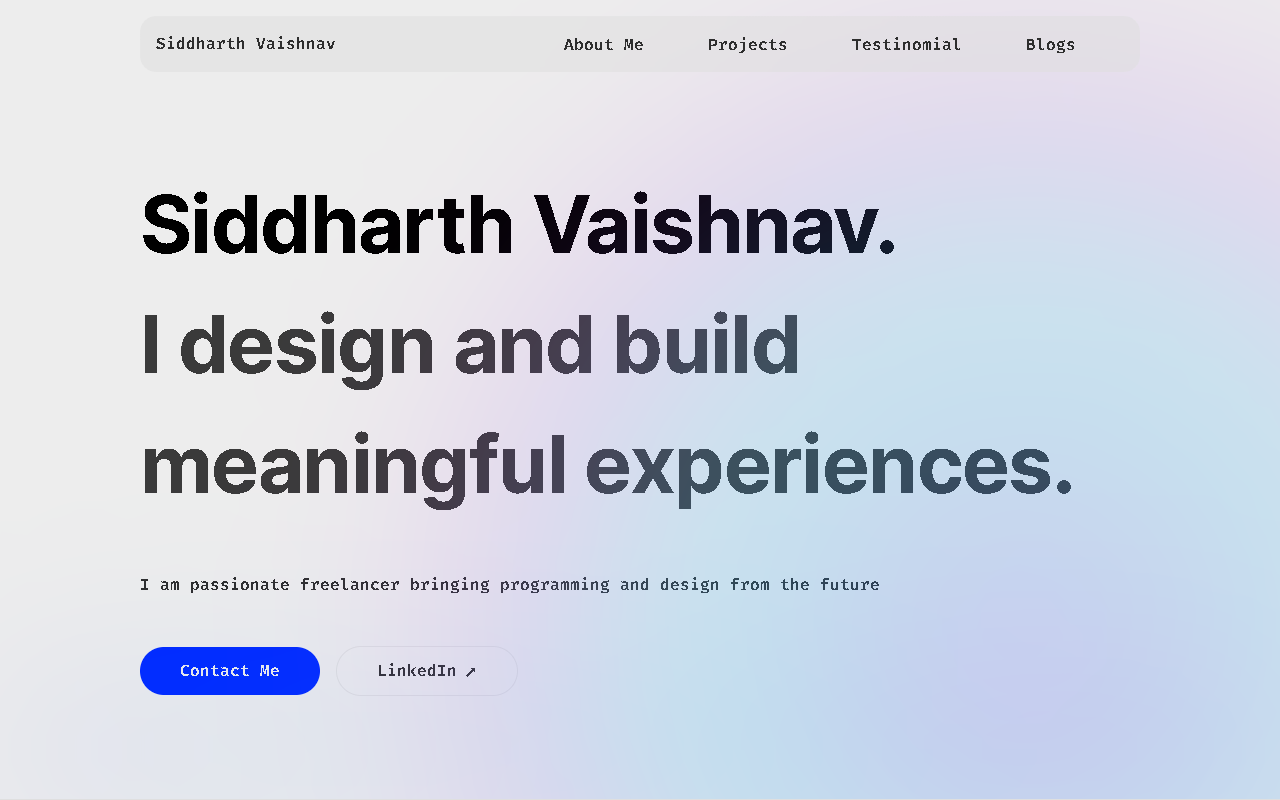 Siddharth Vaishnav
About Me
Projects
Testinomial
Blogs
Siddharth Vaishnav.
I design and build
meaningful experiences.
I am passionate freelancer bringing programming and design from the future
Contact Me
LinkedIn ↗